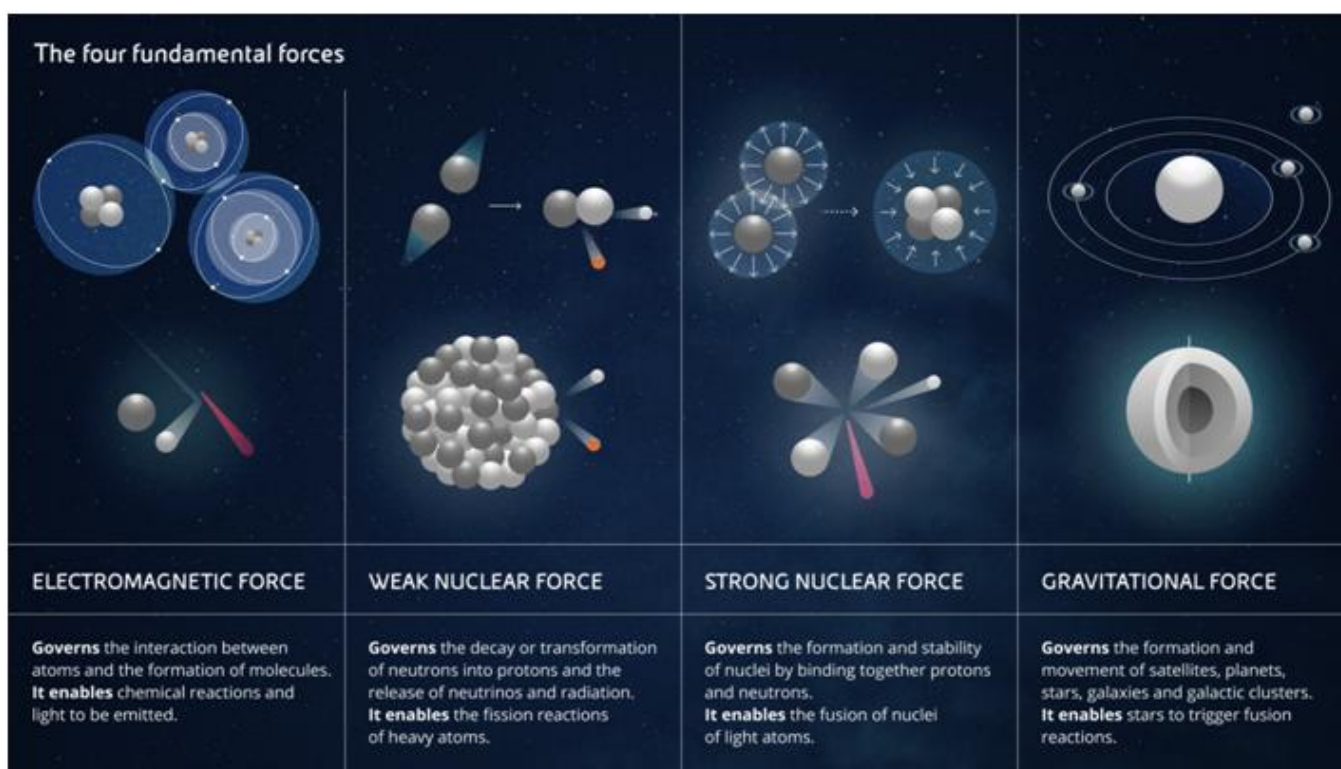 The four fundamental forces
ELECTROMAGNETIC FORCE
Governs the interaction between
atoms and the formation of molecules.
It enables chemical reactions and
light to be emitted.
WEAK NUCLEAR FORCE
Governs the decay or transformation
of neutrons into protons and the
release of neutrinos and radiation.
It enables the fission reactions
of heavy atoms.
STRONG NUCLEAR FORCE
Governs the formation and stability
of nuclei by binding together protons
and neutrons.
It enables the fusion of nuclei
of light atoms.
GRAVITATIONAL FORCE
Governs the formation and
movement of satellites, planets,
stars, galaxies and galactic clusters.
It enables stars to trigger fusion
reactions.